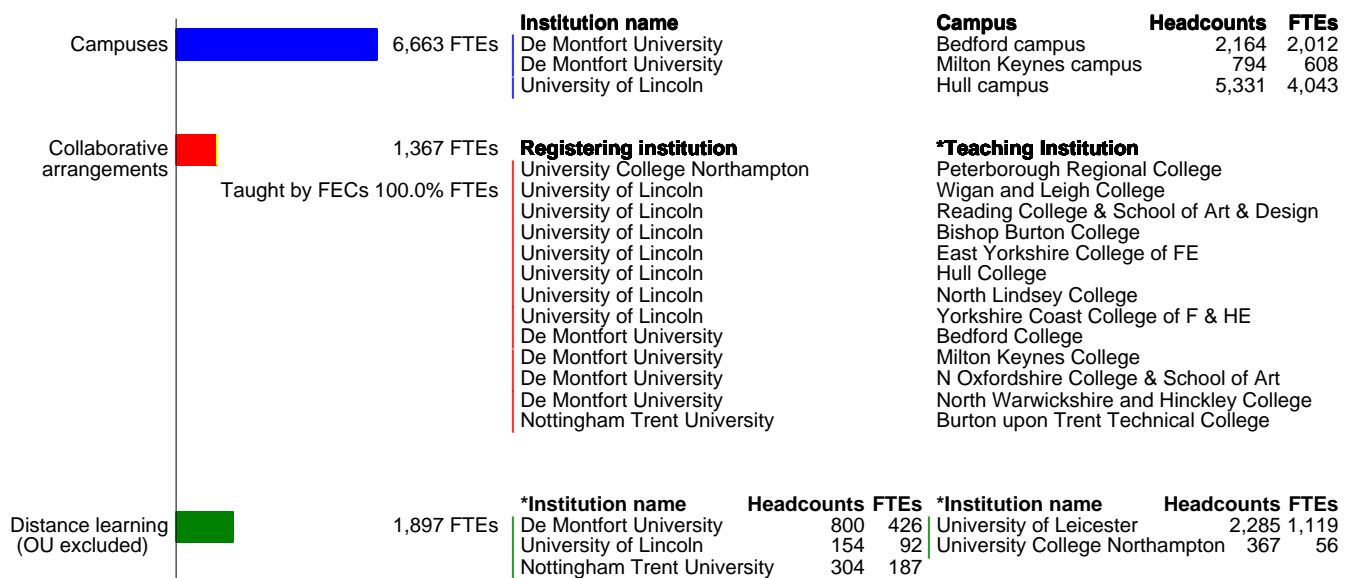 Institution name Campus Headcounts FTEs
Campuses 6,663 FTEs De Montfort University Bedford campus 2,164 2,012
De Montfort University Milton Keynes campus 794 608
University of Lincoln Hull campus 5,331 4,043
Collaborative arrangements 1,367 FTEs Registering institution *Teaching Institution
University College Northampton Peterborough Regional College
Taught by FECs 100.0% FTEs University of Lincoln Wigan and Leigh College
University of Lincoln Reading College & School of Art & Design
University of Lincoln Bishop Burton College
University of Lincoln East Yorkshire College of FE
University of Lincoln Hull College
University of Lincoln North Lindsey College
University of Lincoln Yorkshire Coast College of F & HE
De Montfort University Bedford College
De Montfort University Milton Keynes College
De Montfort University N Oxfordshire College & School of Art
De Montfort University North Warwickshire and Hinckley College
Nottingham Trent University Burton upon Trent Technical College
*Institution name Headcounts FTEs *Institution name Headcounts FTEs
Distance learning 1,897 FTEs De Montfort University 800 426 University of Leicester 2,285 1,119
(OU excluded) University of Lincoln 154 92 University College Northampton 367 56
Nottingham Trent University 304 187